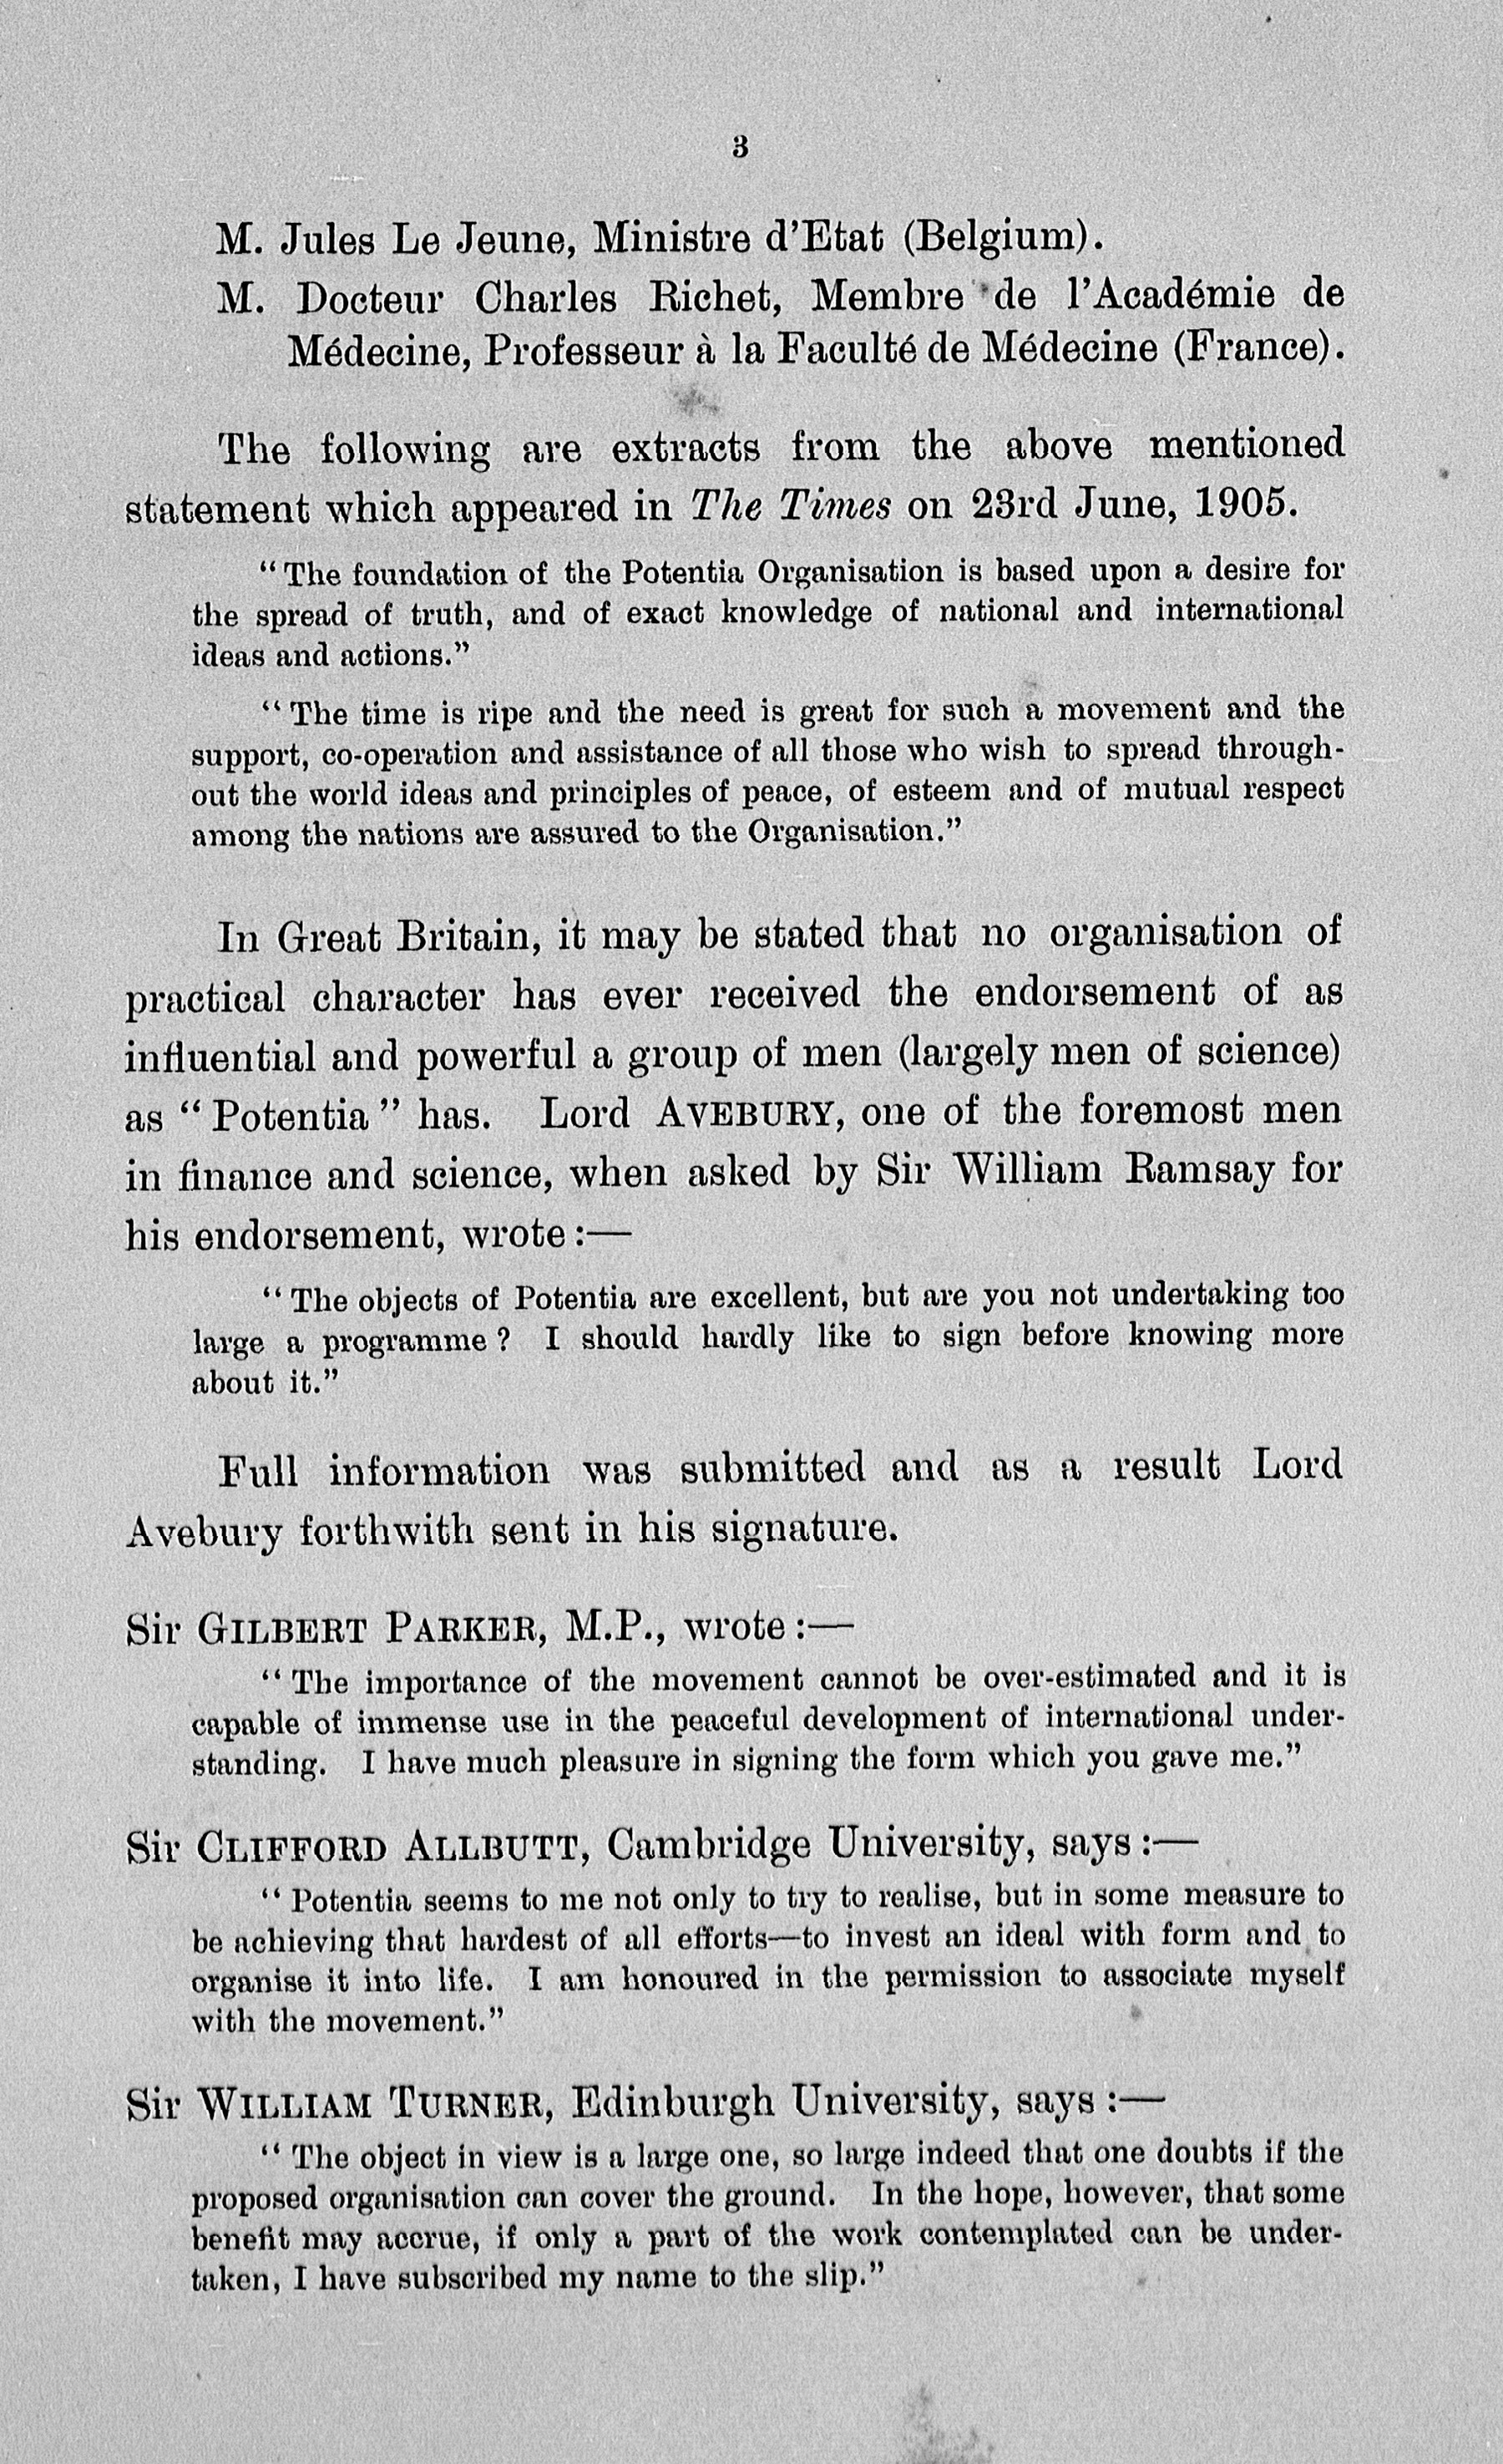 3
M. Jules Le Jeune, Ministre d'Etat (Belgium).
M. Docteur Charles Richet, Membre de l'Académie de
Médecine, Professeur à la Faculté de Médecine (France).
The following are extracts from the above mentioned
statement which appeared in The Times on 23rd June, 1905.
“The foundation of the Potentia Organisation is based upon a desire for
the spread of truth, and of exact knowledge of national and international
ideas and actions.”
“The time is ripe and the need is great for such a movement and the
support, co-operation and assistance of all those who wish to spread through-
out the world ideas and principles of peace, of esteem and of mutual respect
among the nations are assured to the Organisation.”
In Great Britain, it may be stated that no organisation of
practical character has ever received the endorsement of as
influential and powerful a group of men (largely men of science)
as “Potentia” has. Lord AVEBURY, one of the foremost men
in finance and science, when asked by Sir William Ramsay for
his endorsement, wrote:—
“The objects of Potentia are excellent, but are you not undertaking too
large a programme? I should hardly like to sign before knowing more
about it.”
Full information was submitted and as a result Lord
Avebury forthwith sent in his signature.
Sir GILBERT PARKER, M.P., wrote:—
“The importance of the movement cannot be over-estimated and it is
capable of immense use in the peaceful development of international under-
standing. I have much pleasure in signing the form which you gave me.”
Sir CLIFFORD ALLBUTT, Cambridge University, says:—
“Potentia seems to me not only to try to realise, but in some measure to
be achieving that hardest of all efforts—to invest an ideal with form and to
organise it into life. I am honoured in the permission to associate myself
with the movement.”
Sir WILLIAM TURNER, Edinburgh University, says:—
“The object in view is a large one, so large indeed that one doubts if the
proposed organisation can cover the ground. In the hope, however, that some
benefit may accrue, if only a part of the work contemplated can be under-
taken, I have subscribed my name to the slip.”